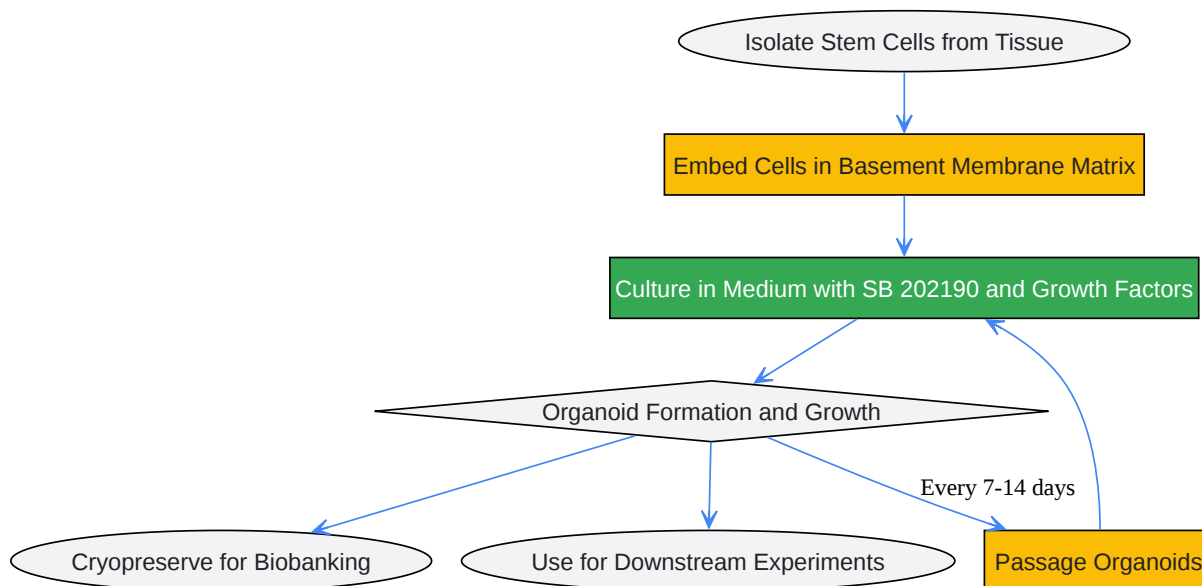 Isolate Stem Cells from Tissue
Embed Cells in Basement Membrane Matrix
Culture in Medium with SB 202190 and Growth Factors
Organoid Formation and Growth
Every 7-14 days
Cryopreserve for Biobanking
Use for Downstream Experiments
Passage Organoids